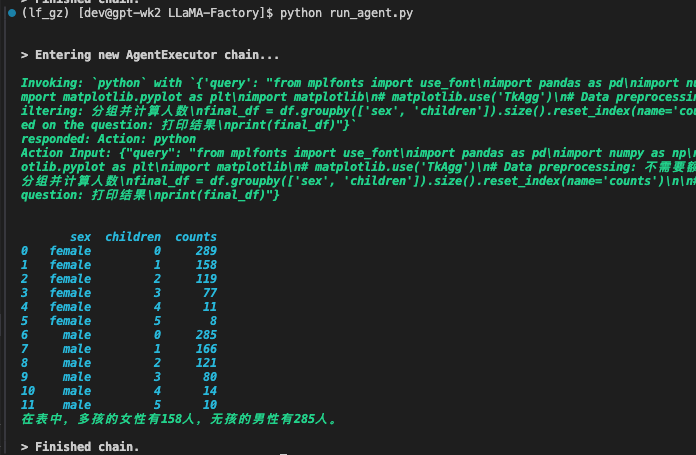 > Finished chain.
(lf_gz) [dev@gpt-wk2 LLaMA-Factory]$ python run_agent.py
> Entering new AgentExecutor chain...
Invoking: `python` with `{'query': "from mplfonts import use_font\nimport pandas as pd\nimport nu
mport matplotlib.pyplot as plt\nimport matplotlib\n# matplotlib.use('TkAgg')\n# Data preprocessing
iltering: 分组并计算人数\nfinal_df = df.groupby(['sex', 'children']).size().reset_index(name='cou
ed on the question: 打印结果\nprint(final_df)"}`
responded: Action: python
Action Input: {"query": "from mplfonts import use_font\nimport pandas as pd\nimport numpy as np\n
otlib.pyplot as plt\nimport matplotlib\n# matplotlib.use('TkAgg')\n# Data preprocessing: 不需要额
分组并计算人数\nfinal_df = df.groupby(['sex', 'children']).size().reset_index(name='counts')\n\n#
question: 打印结果\nprint(final_df)"}
sex children counts
0 female 0 289
1 female 1 158
2 female 2 119
3 female 3 77
4 female 4 11
5 female 5 8
6 male 0 285
7 male 1 166
8 male 2 121
9 male 3 80
10 male 4 14
11 male 5 10
在表中，多孩的女性有158人，无孩的男性有285人。
> Finished chain.